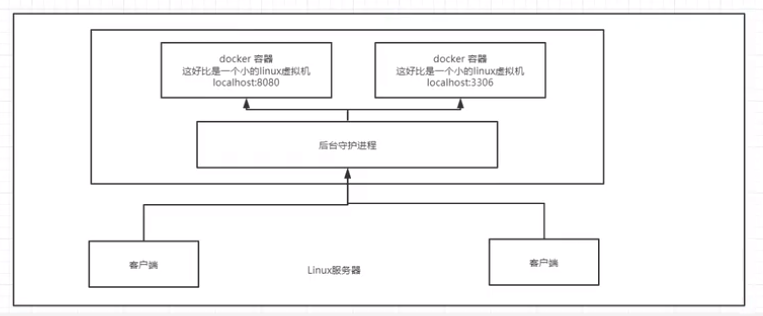 docker 容器
这好比是一个小的linux虚拟机
localhost:8080
docker 容器
这好比是一个小的linux虚拟机
localhost:3306
后台守护进程
客户端
客户端
Linux服务器